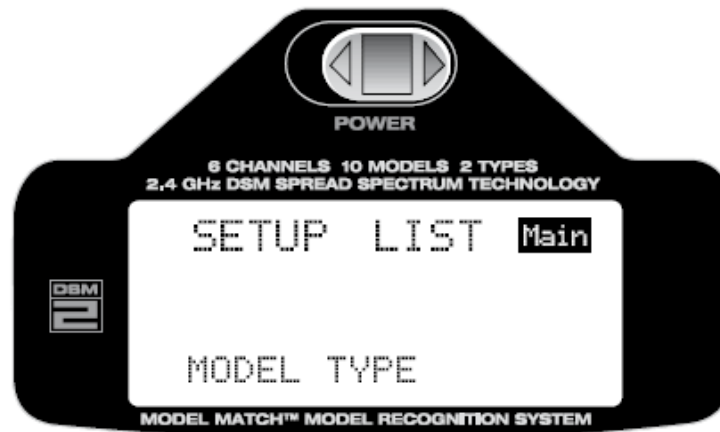 POWER
6 CHANNELS 10 MODELS 2 TYPES
2,4 GHz DSM SPREAD SPECTRUM TECHNOLOGY
SETUP LIST Main
DSM
2
MODEL TYPE
MODEL MATCH™ MODEL RECOGNITION SYSTEM